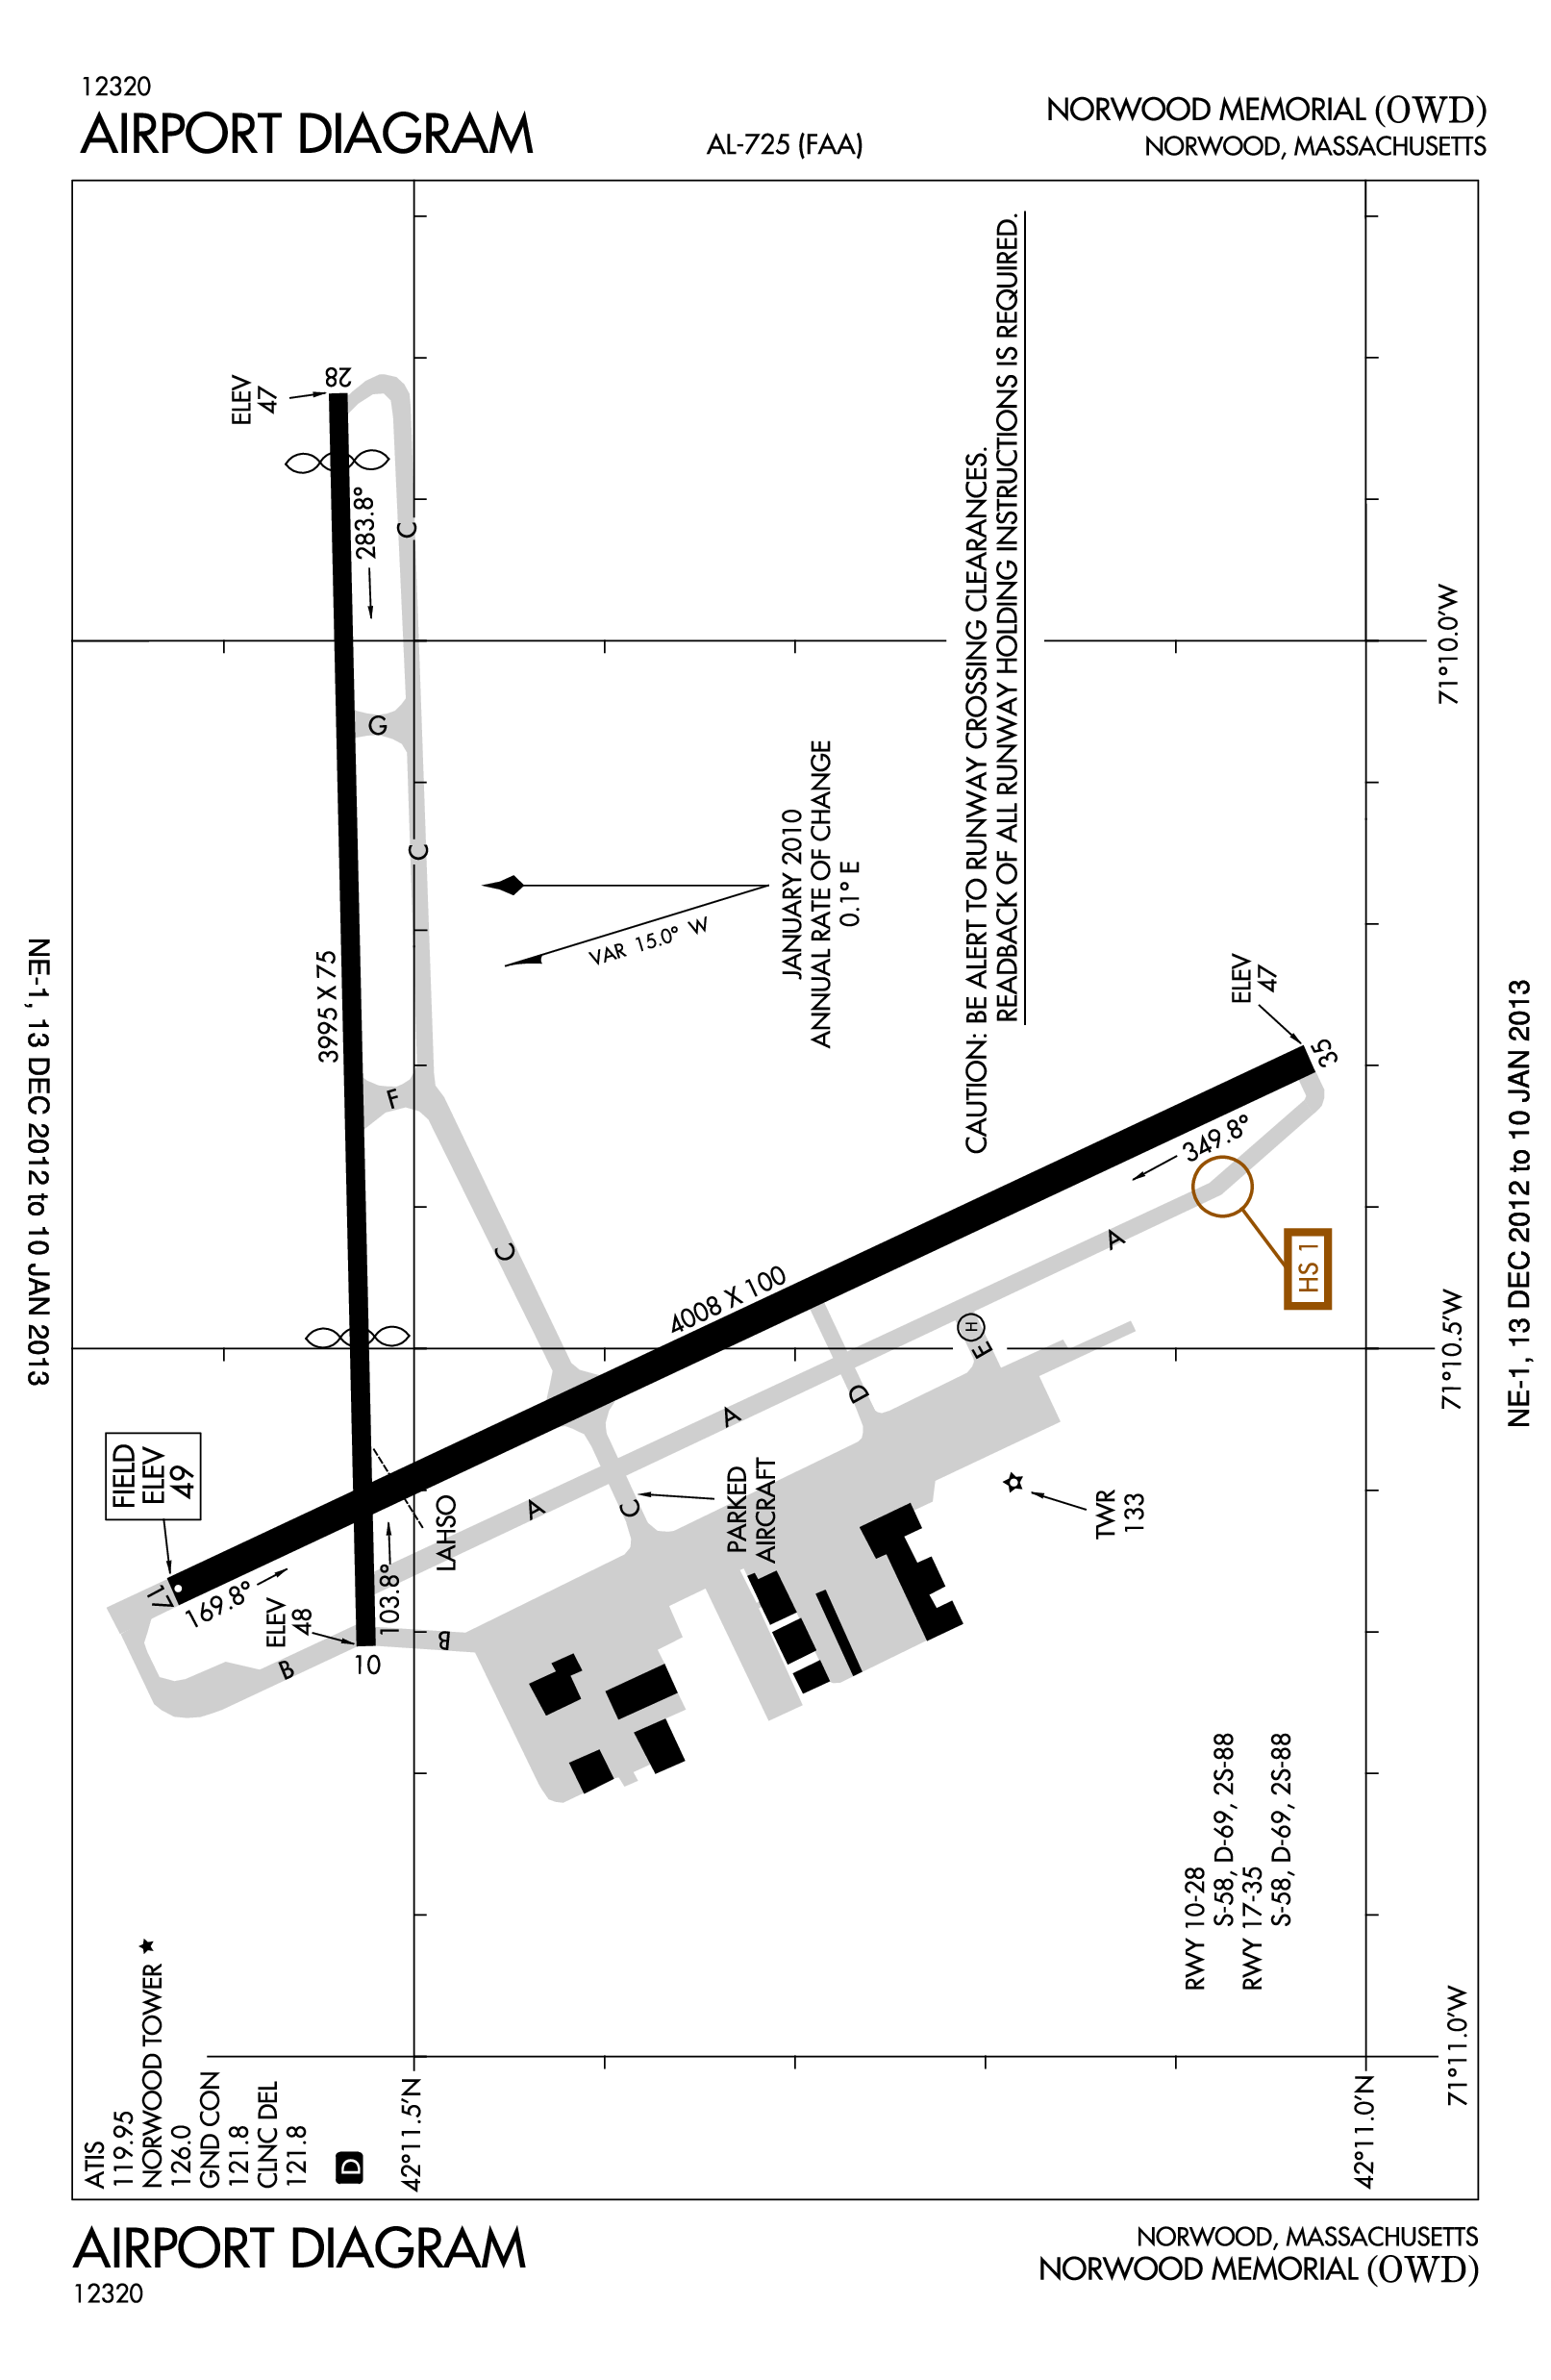 12320
AIRPORT DIAGRAM
AL-725 (FAA)
NORWOOD MEMORIAL (OWD)
NORWOOD, MASSACHUSETTS
ATIS
119.95
NORWOOD TOWER
126.0
GND CON
121.8
CLNC DEL
121.8
D
ELEV
47
28
283.8°
C
G
C
3995 X 75
F
C
JANUARY 2010
ANNUAL RATE OF CHANGE
0.1° E
VAR 15.0° W
CAUTION: BE ALERT TO RUNWAY CROSSING CLEARANCES.
READBACK OF ALL RUNWAY HOLDING INSTRUCTIONS IS REQUIRED.
ELEV
47
35
349.8°
HS 1
A
4008 X 100
H
E
D
A
A
C
PARKED
AIRCRAFT
TWR
133
LAHSO
FIELD
ELEV
49
17
169.8°
ELEV
48
103.8°
10
B
B
RWY 10-28
S-58, D-69, 2S-88
RWY 17-35
S-58, D-69, 2S-88
71°10.0'W
71°10.5'W
71°11.0'W
42°11.5'N
42°11.0'N
NE-1, 13 DEC 2012 to 10 JAN 2013
NE-1, 13 DEC 2012 to 10 JAN 2013
AIRPORT DIAGRAM
12320
NORWOOD, MASSACHUSETTS
NORWOOD MEMORIAL (OWD)